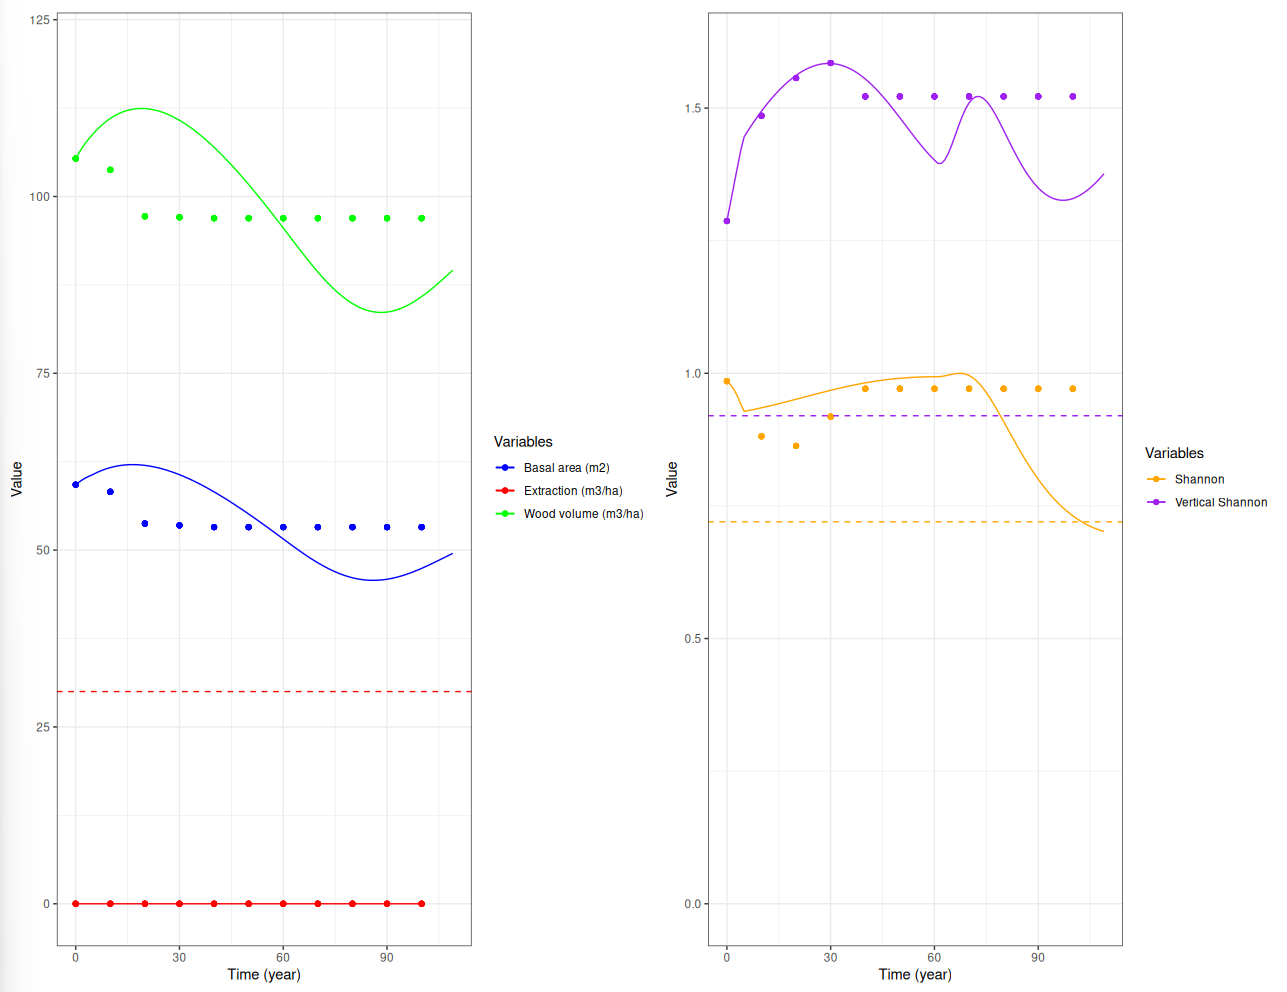 125
100
75
50
25
0
Value
0 30 60 90
Time (year)
Variables
Basal area (m2)
Extraction (m3/ha)
Wood volume (m3/ha)
1.5
1.0
0.5
0.0
Value
0 30 60 90
Time (year)
Variables
Shannon
Vertical Shannon